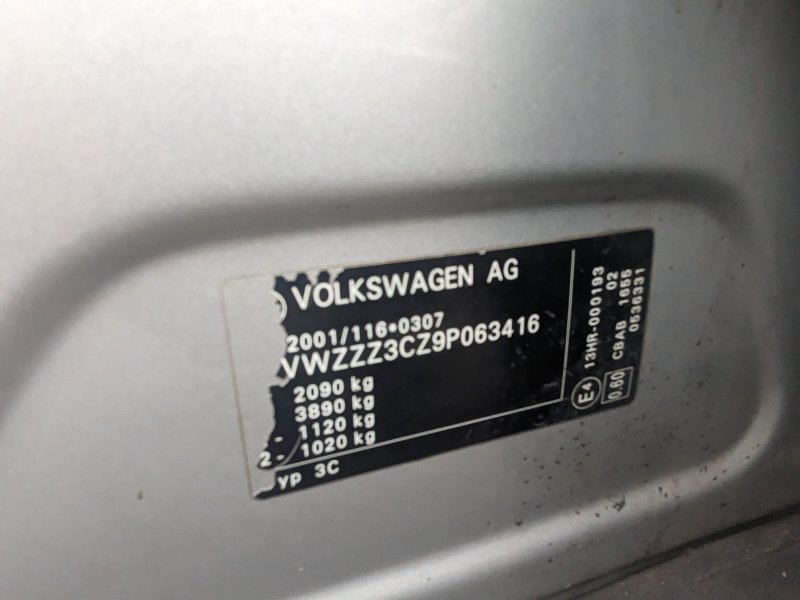 VOLKSWAGEN AG
2001/116*0307
VWZZZ3CZ9P063416
2090 kg
3890 kg
- 1120 kg
2- 1020 kg
yp 3C
E4 13HR-000193
02
0.60 CBAB 1655
0536331